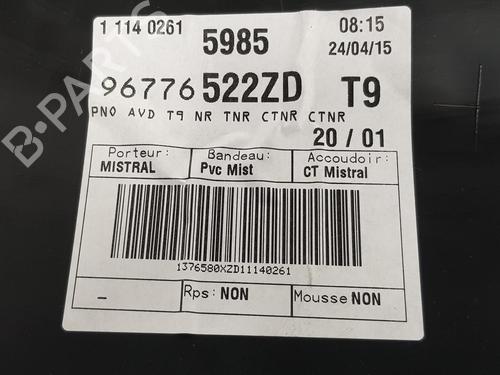 1 114 0261 5985 08:15
24/04/15
96776 522ZD T9
PNO AVD T9 NR TNR CTNR CTNR
20 / 01
Porteur: Bandeau: Accoudoir:
MISTRAL Pvc Mist CT Mistral
1376580XZD11140261
– Rps: NON Mousse NON
B-PARTS